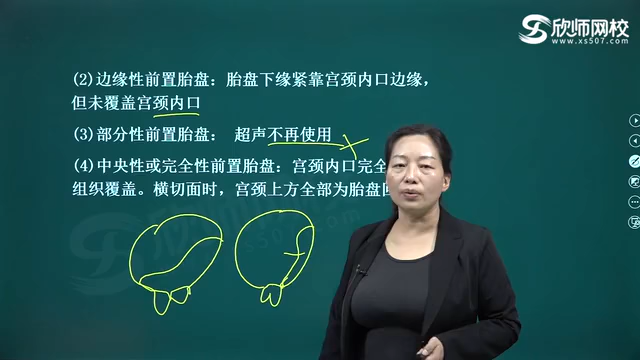 欣师网校
www.xs507.com
(2)边缘性前置胎盘：胎盘下缘紧靠宫颈内口边缘，
但未覆盖宫颈内口
(3)部分性前置胎盘： 超声不再使用
(4)中央性或完全性前置胎盘：宫颈内口完全
组织覆盖。横切面时，宫颈上方全部为胎盘